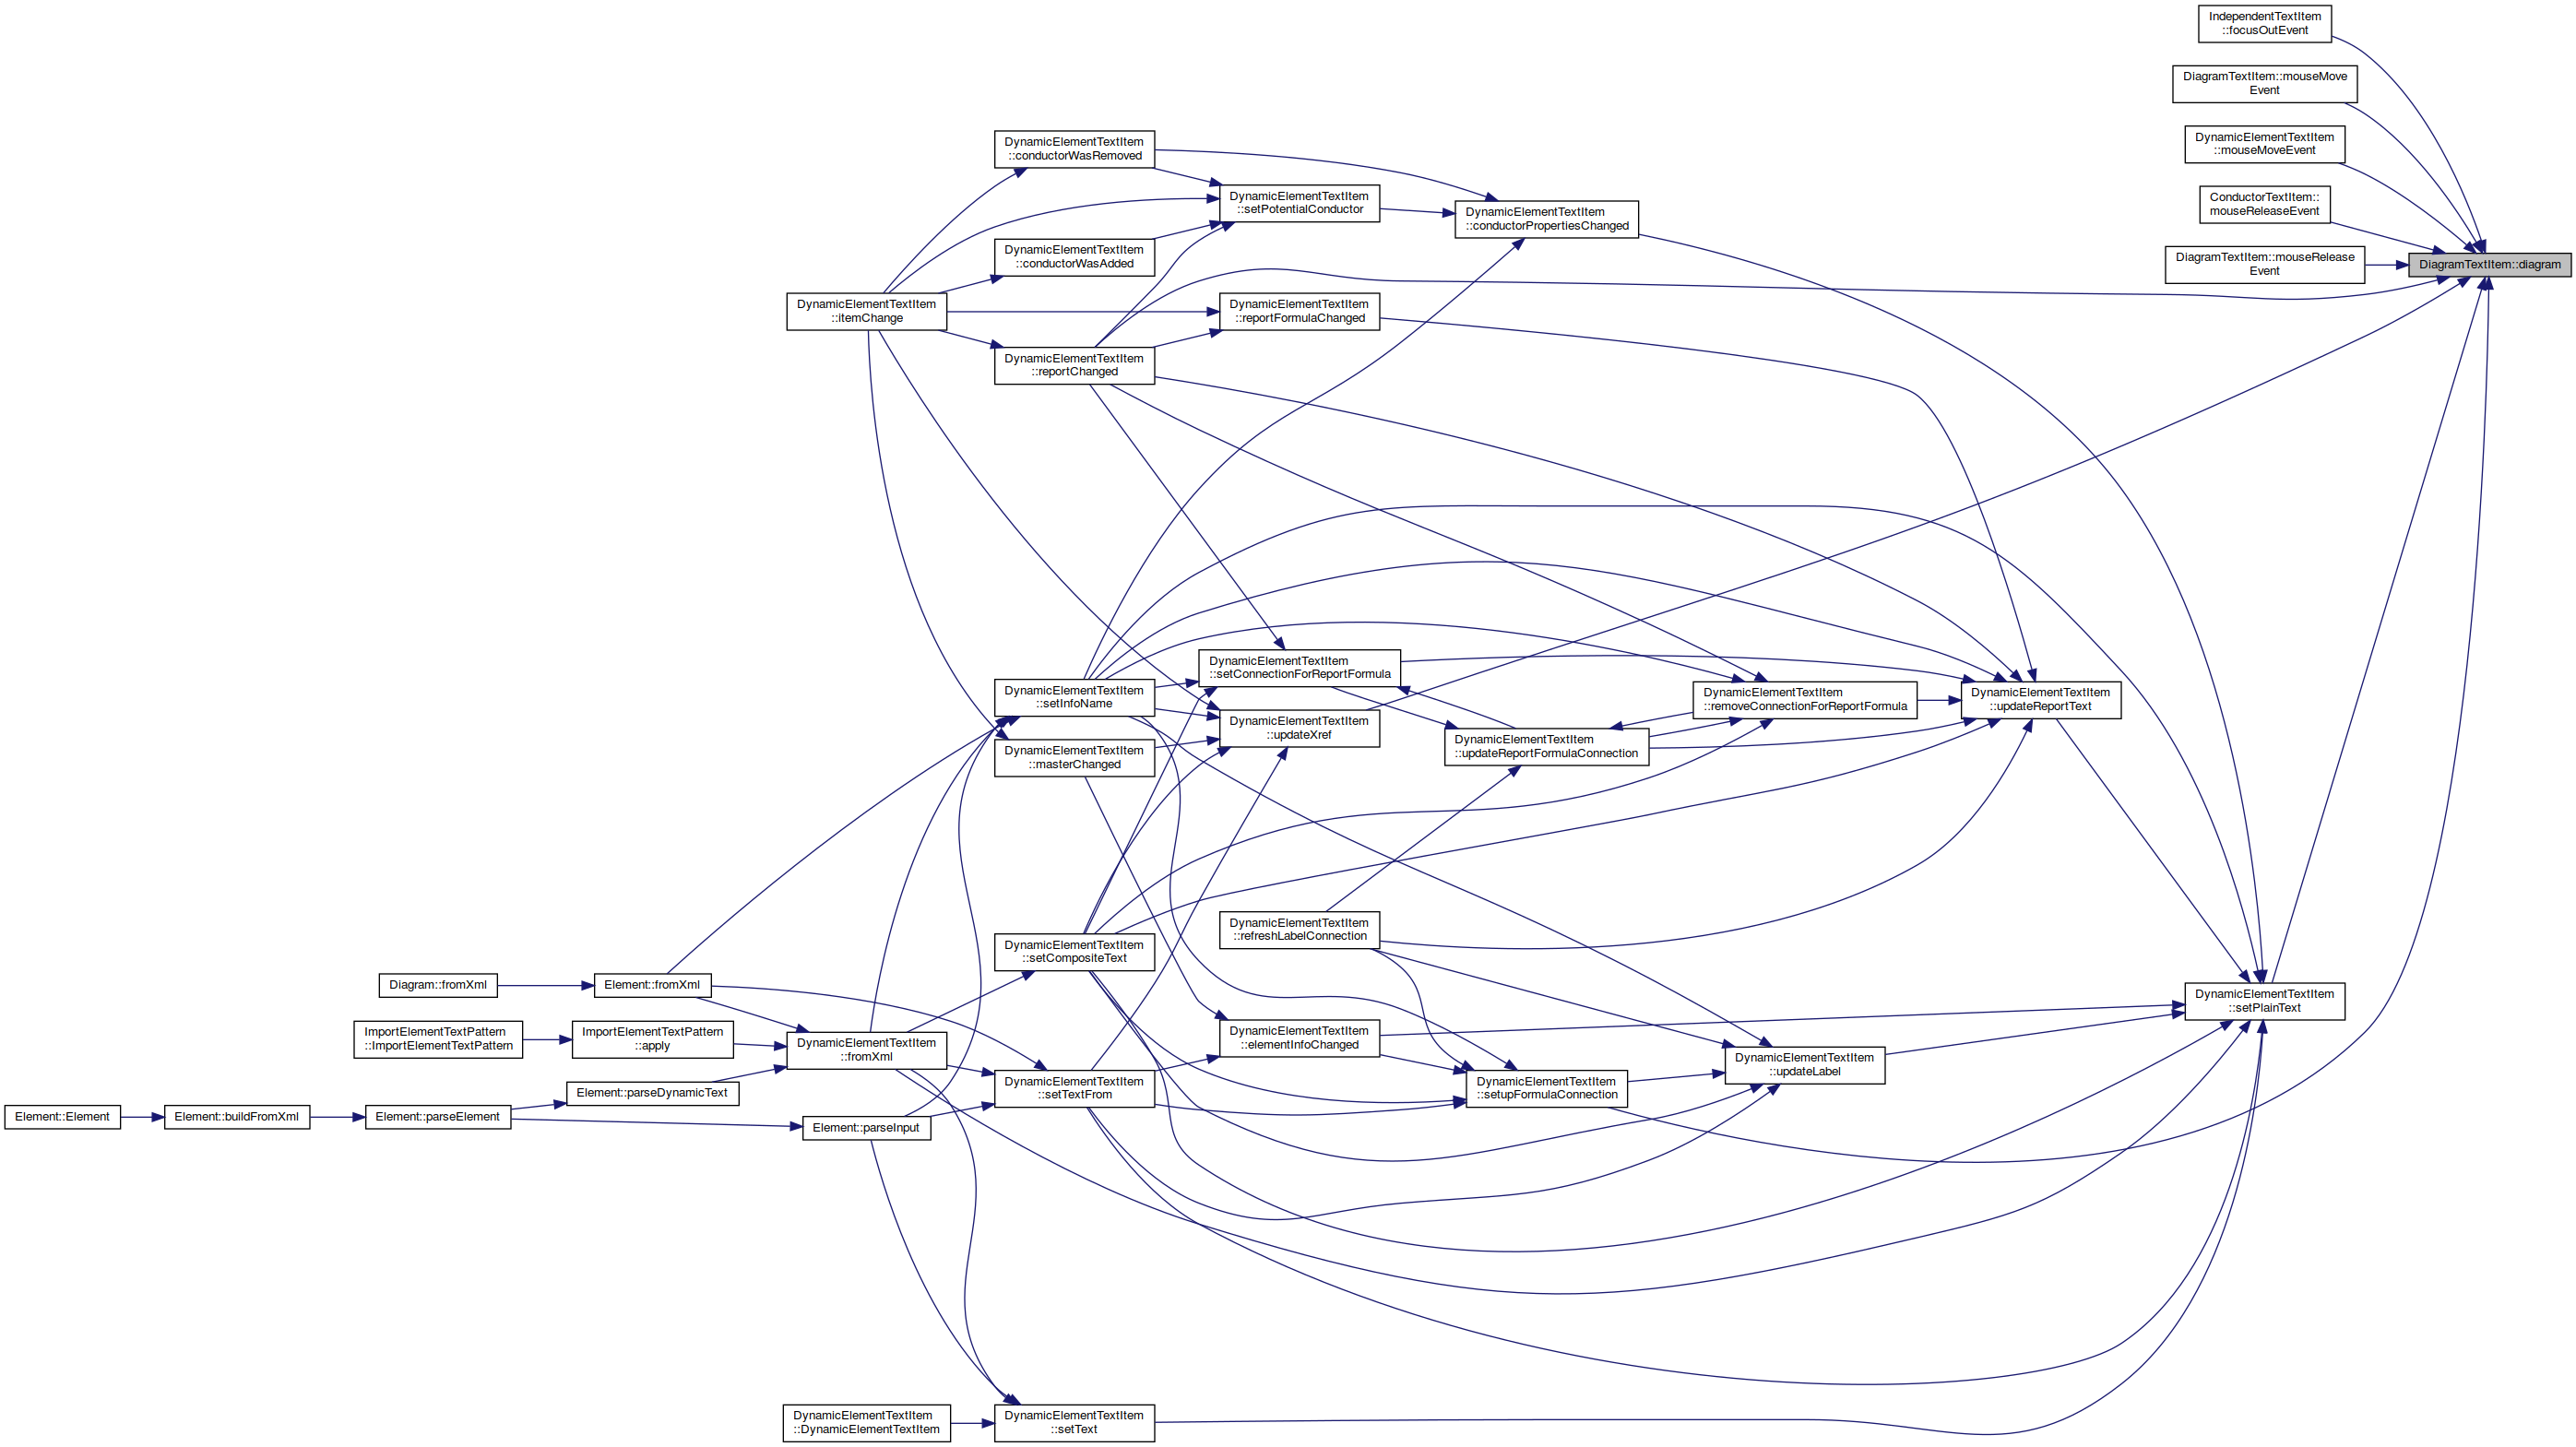 IndependentTextItem
::focusOutEvent
DiagramTextItem::mouseMove
Event
DynamicElementTextItem
::mouseMoveEvent
ConductorTextItem::
mouseReleaseEvent
DiagramTextItem::mouseRelease
Event
DiagramTextItem::diagram
DynamicElementTextItem
::conductorWasRemoved
DynamicElementTextItem
::setPotentialConductor
DynamicElementTextItem
::conductorPropertiesChanged
DynamicElementTextItem
::conductorWasAdded
DynamicElementTextItem
::itemChange
DynamicElementTextItem
::reportFormulaChanged
DynamicElementTextItem
::reportChanged
DynamicElementTextItem
::setConnectionForReportFormula
DynamicElementTextItem
::setInfoName
DynamicElementTextItem
::removeConnectionForReportFormula
DynamicElementTextItem
::updateReportText
DynamicElementTextItem
::updateXref
DynamicElementTextItem
::updateReportFormulaConnection
DynamicElementTextItem
::masterChanged
DynamicElementTextItem
::refreshLabelConnection
DynamicElementTextItem
::setCompositeText
Diagram::fromXml
Element::fromXml
DynamicElementTextItem
::setPlainText
ImportElementTextPattern
::ImportElementTextPattern
ImportElementTextPattern
::apply
DynamicElementTextItem
::fromXml
DynamicElementTextItem
::elementInfoChanged
DynamicElementTextItem
::updateLabel
DynamicElementTextItem
::setTextFrom
DynamicElementTextItem
::setupFormulaConnection
Element::parseDynamicText
Element::Element
Element::buildFromXml
Element::parseElement
Element::parseInput
DynamicElementTextItem
::DynamicElementTextItem
DynamicElementTextItem
::setText